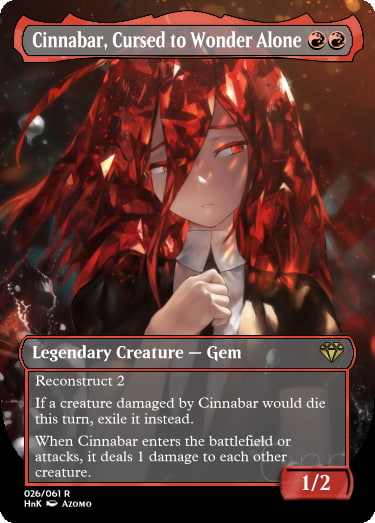 Cinnabar, Cursed to Wonder Alone
Legendary Creature — Gem
Reconstruct 2
If a creature damaged by Cinnabar would die
this turn, exile it instead.
When Cinnabar enters the battlefield or
attacks, it deals 1 damage to each other
creature.
1/2
026/061 R
HnK Azomo